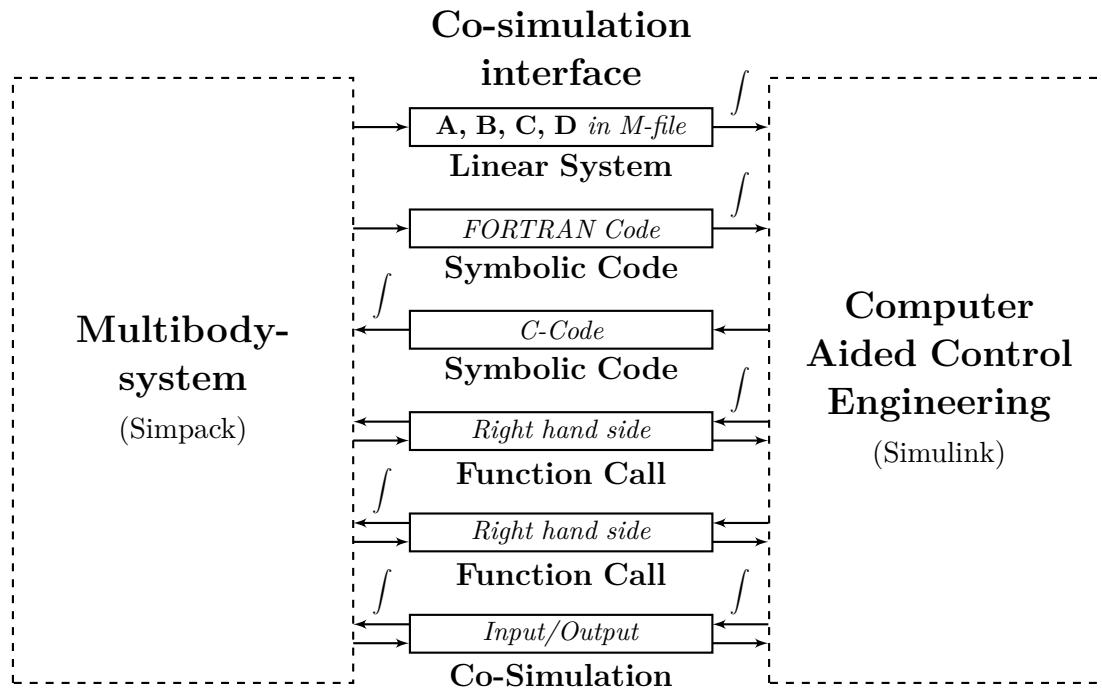 Co-simulation
interface
∫
A, B, C, D in M-file
Linear System
∫
FORTRAN Code
Symbolic Code
∫
C-Code
Symbolic Code
∫
Right hand side
Function Call
∫
Right hand side
Function Call
∫
∫
Input/Output
Co-Simulation
Multibody-
system
(Simpack)
Computer
Aided Control
Engineering
(Simulink)